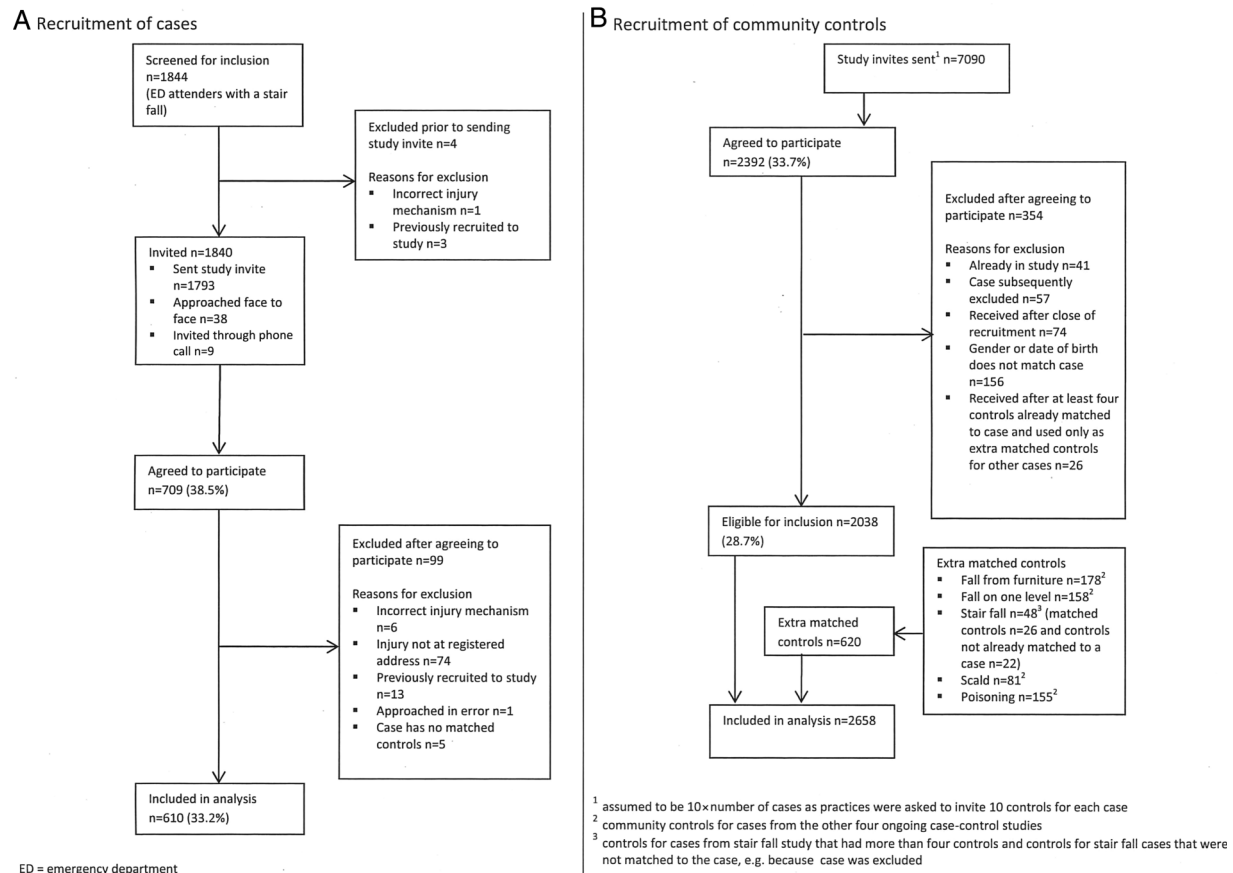 A Recruitment of cases
Screened for inclusion
n=1844
(ED attenders with a stair
fall)
Excluded prior to sending
study invite n=4
Reasons for exclusion
▪ Incorrect injury
mechanism n=1
▪ Previously recruited to
study n=3
Invited n=1840
▪ Sent study invite
n=1793
▪ Approached face to
face n=38
▪ Invited through phone
call n=9
Agreed to participate
n=709 (38.5%)
Excluded after agreeing to
participate n=99
Reasons for exclusion
▪ Incorrect injury mechanism
n=6
▪ Injury not at registered
address n=74
▪ Previously recruited to study
n=13
▪ Approached in error n=1
▪ Case has no matched
controls n=5
Included in analysis
n=610 (33.2%)
ED = emergency department
B Recruitment of community controls
Study invites sent¹ n=7090
Agreed to participate
n=2392 (33.7%)
Excluded after agreeing to
participate n=354
Reasons for exclusion
▪ Already in study n=41
▪ Case subsequently
excluded n=57
▪ Received after close of
recruitment n=74
▪ Gender or date of birth
does not match case
n=156
▪ Received after at least four
controls already matched
to case and used only as
extra matched controls
for other cases n=26
Eligible for inclusion n=2038
(28.7%)
Extra matched controls
▪ Fall from furniture n=178²
▪ Fall on one level n=158²
▪ Stair fall n=48³ (matched
controls n=26 and controls
not already matched to a
case n=22)
▪ Scald n=81²
▪ Poisoning n=155²
Extra matched
controls n=620
Included in analysis n=2658
¹ assumed to be 10×number of cases as practices were asked to invite 10 controls for each case
² community controls for cases from the other four ongoing case-control studies
³ controls for cases from stair fall study that had more than four controls and controls for stair fall cases that were
not matched to the case, e.g. because case was excluded